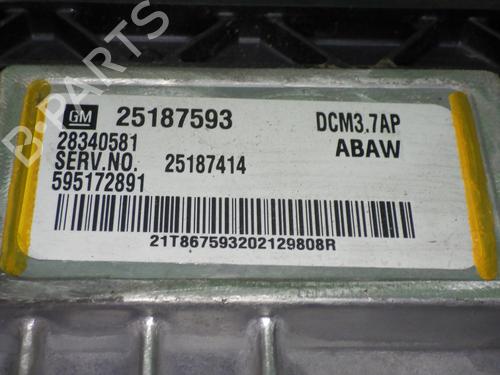 GM 25187593 DCM3.7AP
28340581 ABAW
SERV.NO. 25187414
595172891
21T867593202129808R
B-PARTS